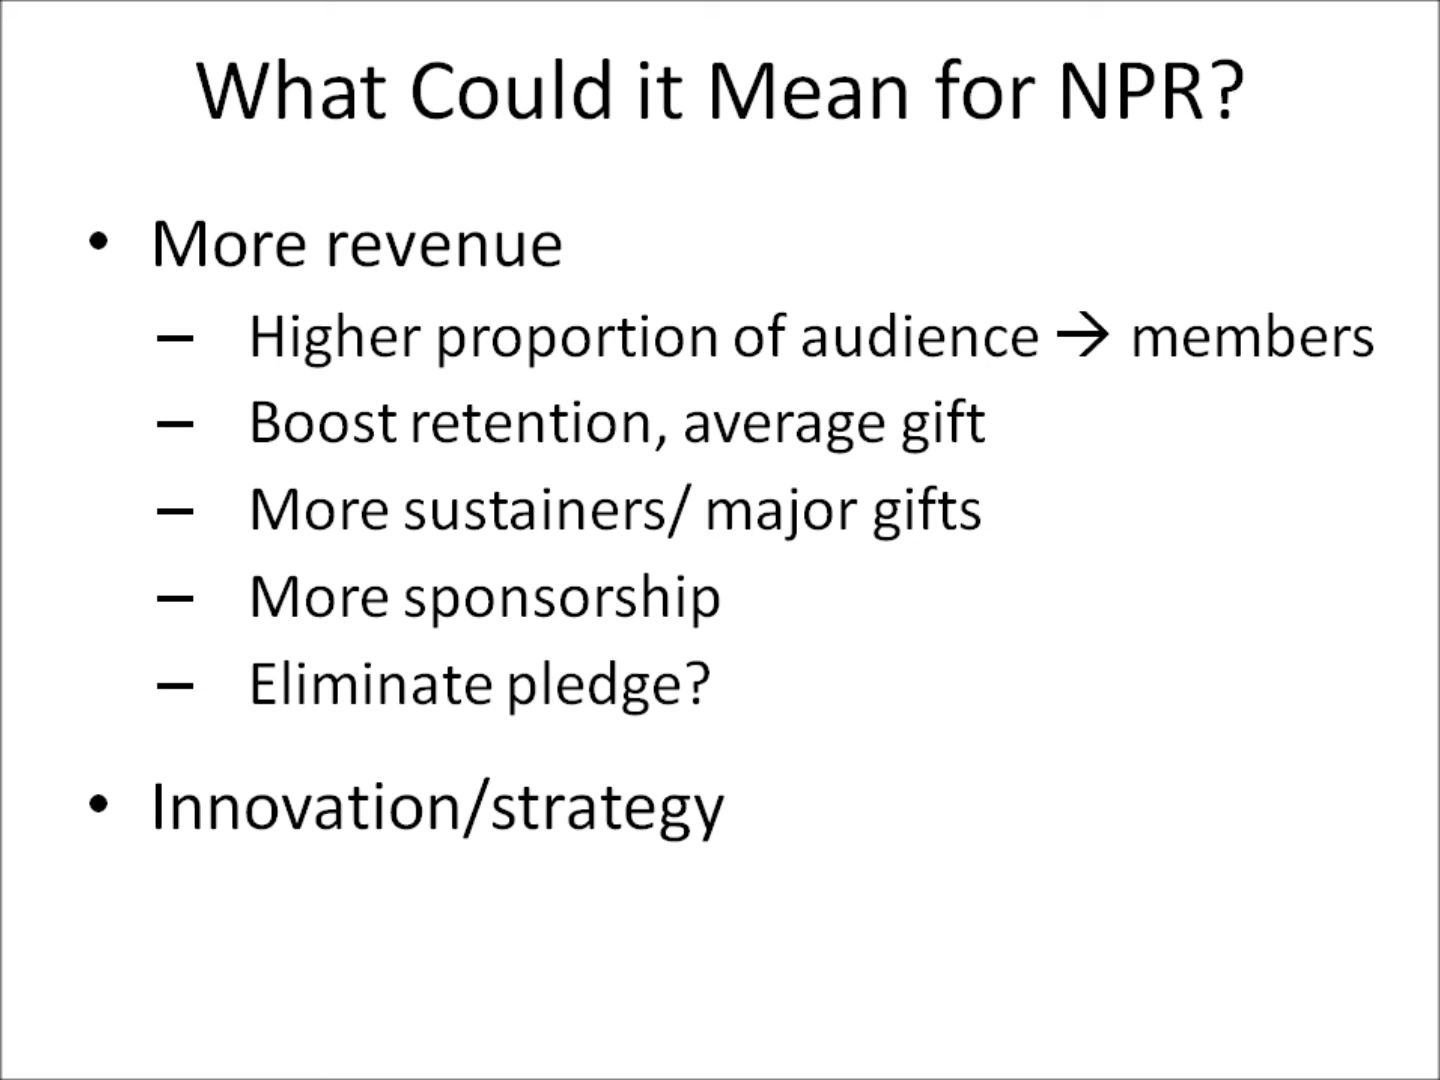 What Could it Mean for NPR?
• More revenue
– Higher proportion of audience → members
– Boost retention, average gift
– More sustainers/ major gifts
– More sponsorship
– Eliminate pledge?
• Innovation/strategy